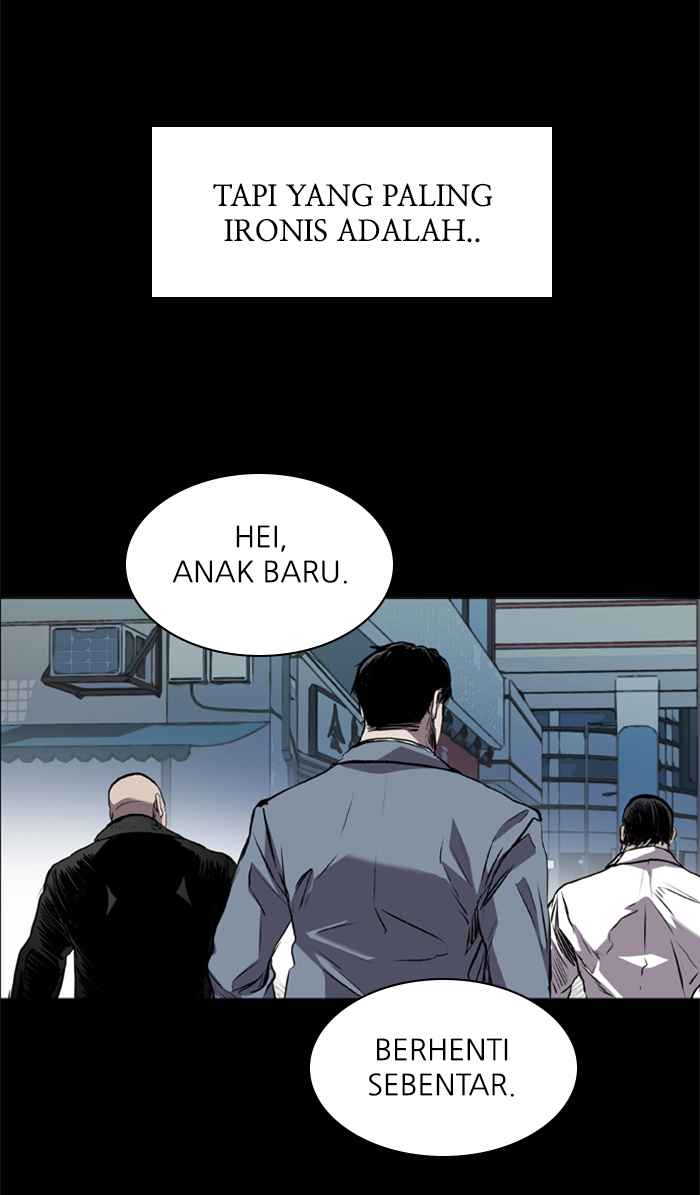 TAPI YANG PALING
IRONIS ADALAH..
HEI,
ANAK BARU.
BERHENTI
SEBENTAR.